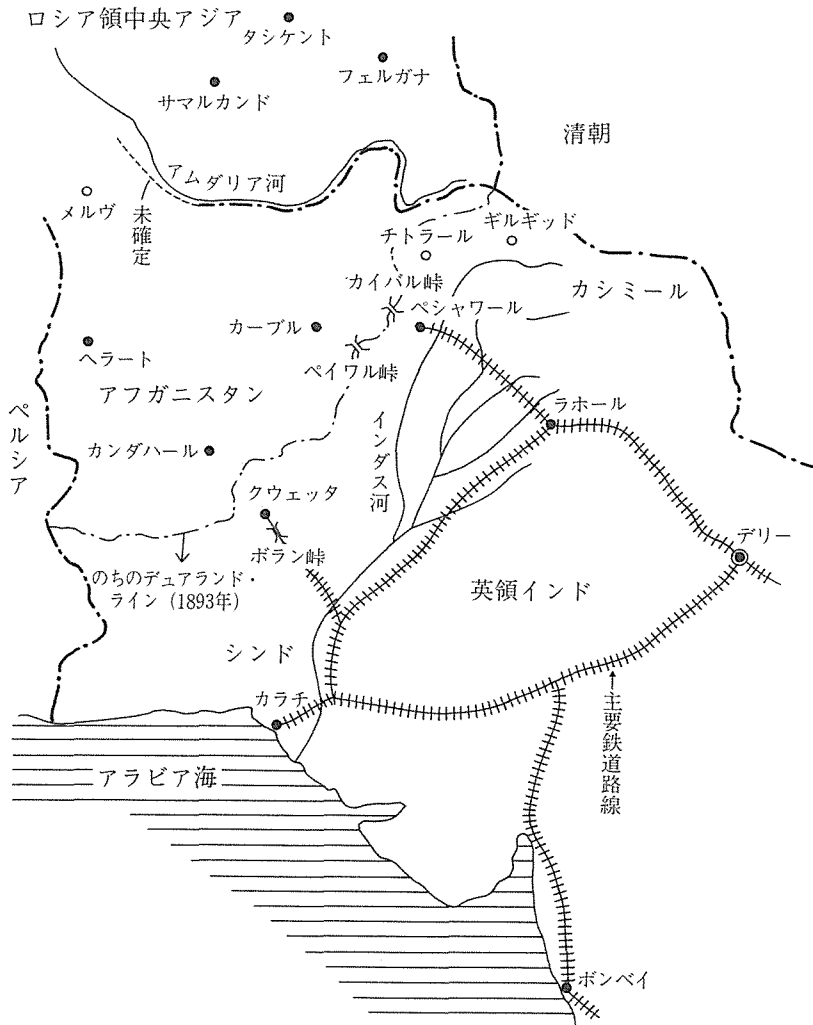 ロシア領中央アジア
タシケント
フェルガナ
サマルカンド
清朝
アムダリア河
メルヴ
未確定
ギルギッド
チトラール
カイバル峠
カシミール
ペシャワール
カーブル
ヘラート
ペイワル峠
アフガニスタン
ラホール
ペルシア
インダス河
カンダハール
クウェッタ
デリー
ボラン峠
のちのデュアランド・
ライン(1893年)
英領インド
シンド
カラチ
主要鉄道路線
アラビア海
ボンベイ